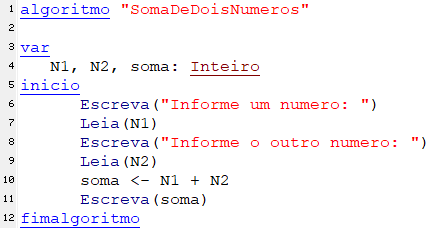 1 algoritmo "SomaDeDoisNumeros"
2
3 var
4 N1, N2, soma: Inteiro
5 inicio
6 Escreva("Informe um numero: ")
7 Leia(N1)
8 Escreva("Informe o outro numero: ")
9 Leia(N2)
10 soma <- N1 + N2
11 Escreva(soma)
12 fimalgoritmo